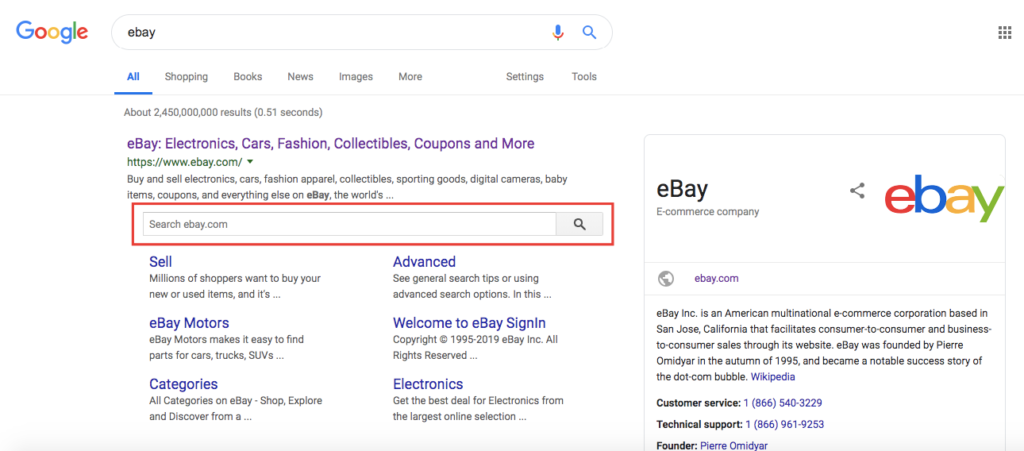 Google
ebay
All Shopping Books News Images More Settings Tools
About 2,450,000,000 results (0.51 seconds)
eBay: Electronics, Cars, Fashion, Collectibles, Coupons and More
https://www.ebay.com/
Buy and sell electronics, cars, fashion apparel, collectibles, sporting goods, digital cameras, baby
items, coupons, and everything else on eBay, the world's ...
Search ebay.com
Sell
Millions of shoppers want to buy your
new or used items, and it's ...
Advanced
See general search tips or using
advanced search options. In this ...
eBay Motors
eBay Motors makes it easy to find
parts for cars, trucks, SUVs ...
Welcome to eBay SignIn
Copyright © 1995-2019 eBay Inc. All
Rights Reserved ...
Categories
All Categories on eBay - Shop, Explore
and Discover from a ...
Electronics
Get the best deal for Electronics from
the largest online selection ...
eBay
E-commerce company
ebay
ebay.com
eBay Inc. is an American multinational e-commerce corporation based in
San Jose, California that facilitates consumer-to-consumer and business-
to-consumer sales through its website. eBay was founded by Pierre
Omidyar in the autumn of 1995, and became a notable success story of
the dot-com bubble. Wikipedia
Customer service: 1 (866) 540-3229
Technical support: 1 (866) 961-9253
Founder: Pierre Omidyar